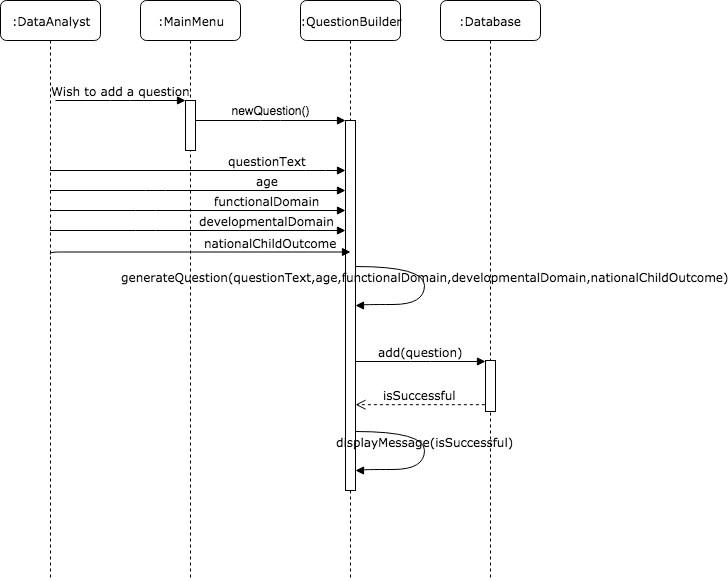 :DataAnalyst
:MainMenu
:QuestionBuilder
:Database
Wish to add a question
newQuestion()
questionText
age
functionalDomain
developmentalDomain
nationalChildOutcome
generateQuestion(questionText,age,functionalDomain,developmentalDomain,nationalChildOutcome)
add(question)
isSuccessful
displayMessage(isSuccessful)